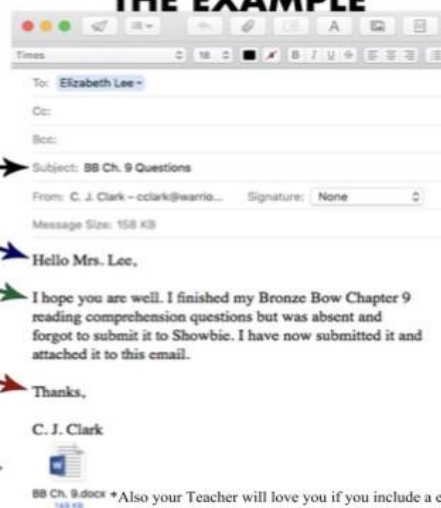 THE EXAMPLE
A
Times 18 B I U S
To: Elizabeth Lee
Cc:
Bcc:
Subject: BB Ch. 9 Questions
From: C. J. Clark – cclark@warrio... Signature: None
Message Size: 158 KB
Hello Mrs. Lee,
I hope you are well. I finished my Bronze Bow Chapter 9
reading comprehension questions but was absent and
forgot to submit it to Showbie. I have now submitted it and
attached it to this email.
Thanks,
C. J. Clark
W
BB Ch. 9.docx *Also your Teacher will love you if you include a e
149 KB